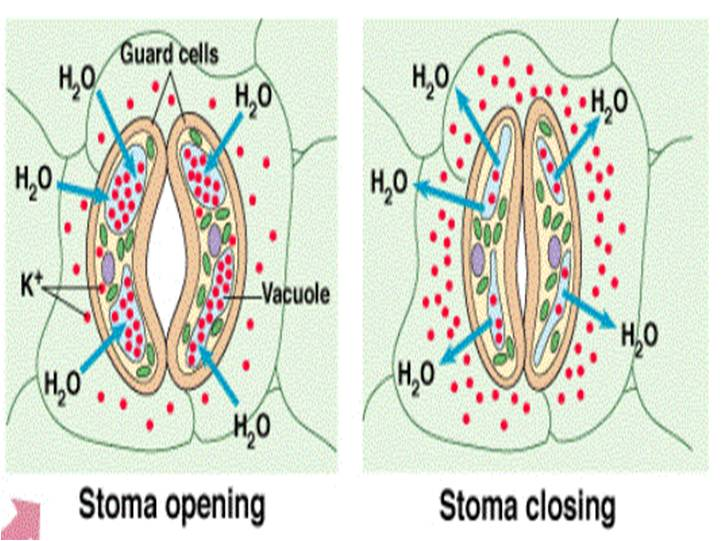 Guard cells
H₂O
H₂O
H₂O
K⁺
Vacuole
H₂O
H₂O
Stoma opening
H₂O
H₂O
H₂O
H₂O
H₂O
Stoma closing